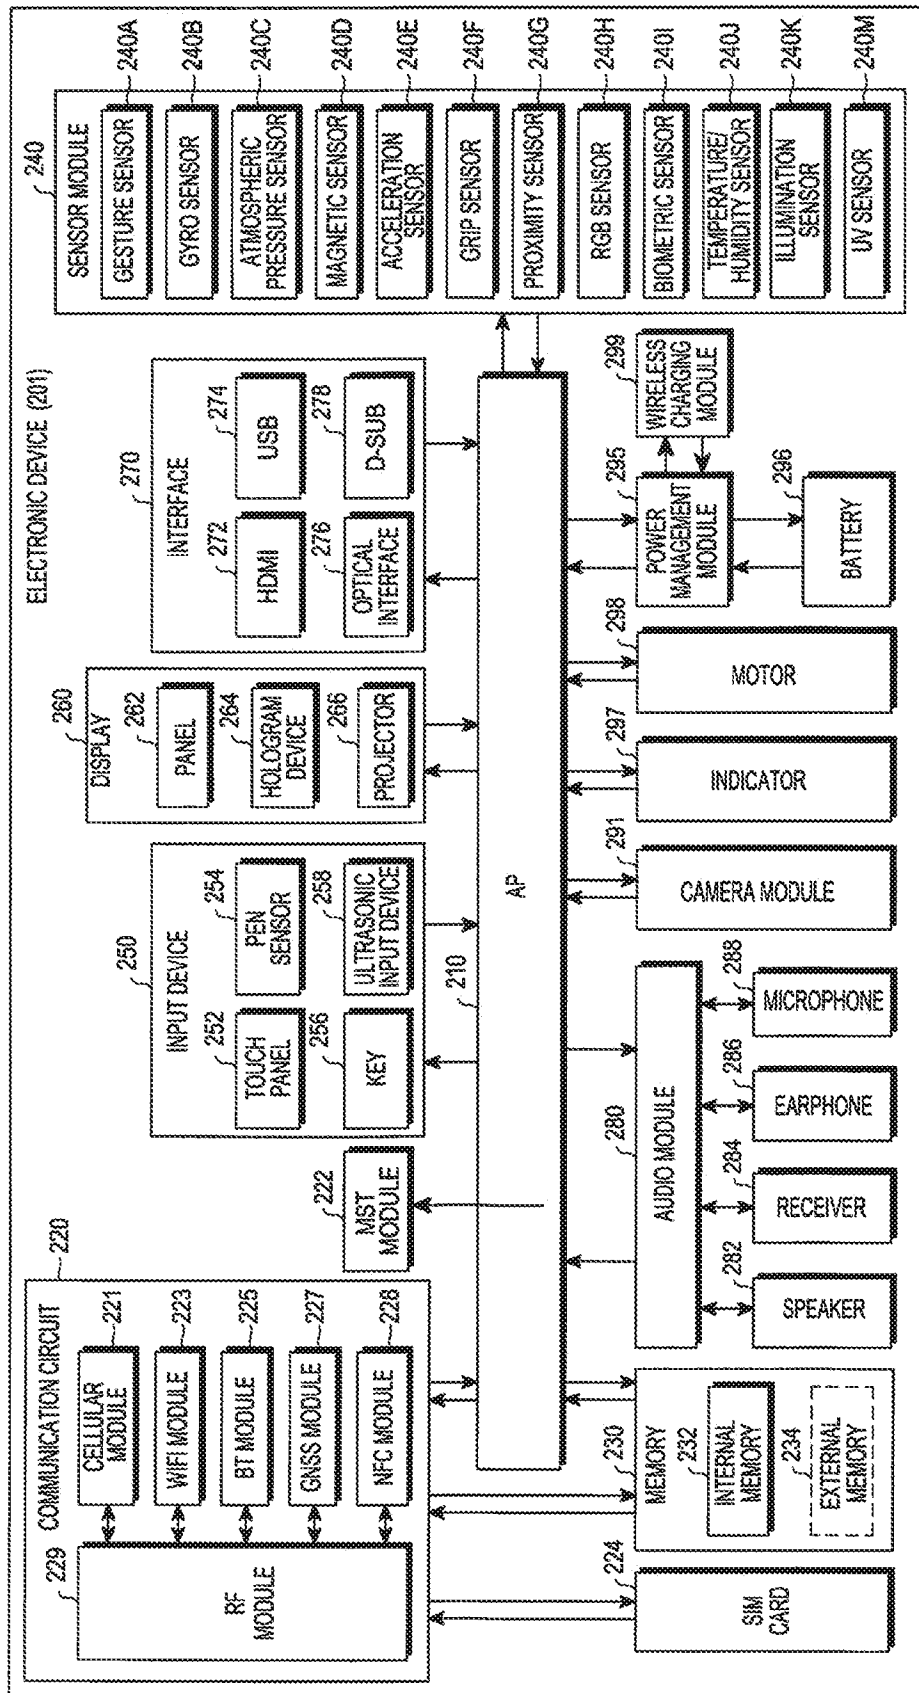 ELECTRONIC DEVICE (201)
COMMUNICATION CIRCUIT
220
229
RF
MODULE
CELLULAR
MODULE
221
WIFI MODULE
223
BT MODULE
225
GNSS MODULE
227
NFC MODULE
228
MST
MODULE
222
INPUT DEVICE
250
TOUCH
PANEL
252
PEN
SENSOR
254
KEY
256
ULTRASONIC
INPUT DEVICE
258
DISPLAY
260
PANEL
262
HOLOGRAM
DEVICE
264
PROJECTOR
266
INTERFACE
270
HDMI
272
USB
274
OPTICAL
INTERFACE
276
D-SUB
278
SENSOR MODULE
240
GESTURE SENSOR
240A
GYRO SENSOR
240B
ATMOSPHERIC
PRESSURE SENSOR
240C
MAGNETIC SENSOR
240D
ACCELERATION
SENSOR
240E
GRIP SENSOR
240F
PROXIMITY SENSOR
240G
RGB SENSOR
240H
BIOMETRIC SENSOR
240I
TEMPERATURE/
HUMIDITY SENSOR
240J
ILLUMINATION
SENSOR
240K
UV SENSOR
240M
AP
210
SIM
CARD
224
MEMORY
230
INTERNAL
MEMORY
232
EXTERNAL
MEMORY
234
AUDIO MODULE
280
SPEAKER
282
RECEIVER
284
EARPHONE
286
MICROPHONE
288
CAMERA MODULE
291
INDICATOR
297
MOTOR
298
POWER
MANAGEMENT
MODULE
295
BATTERY
296
WIRELESS
CHARGING
MODULE
299